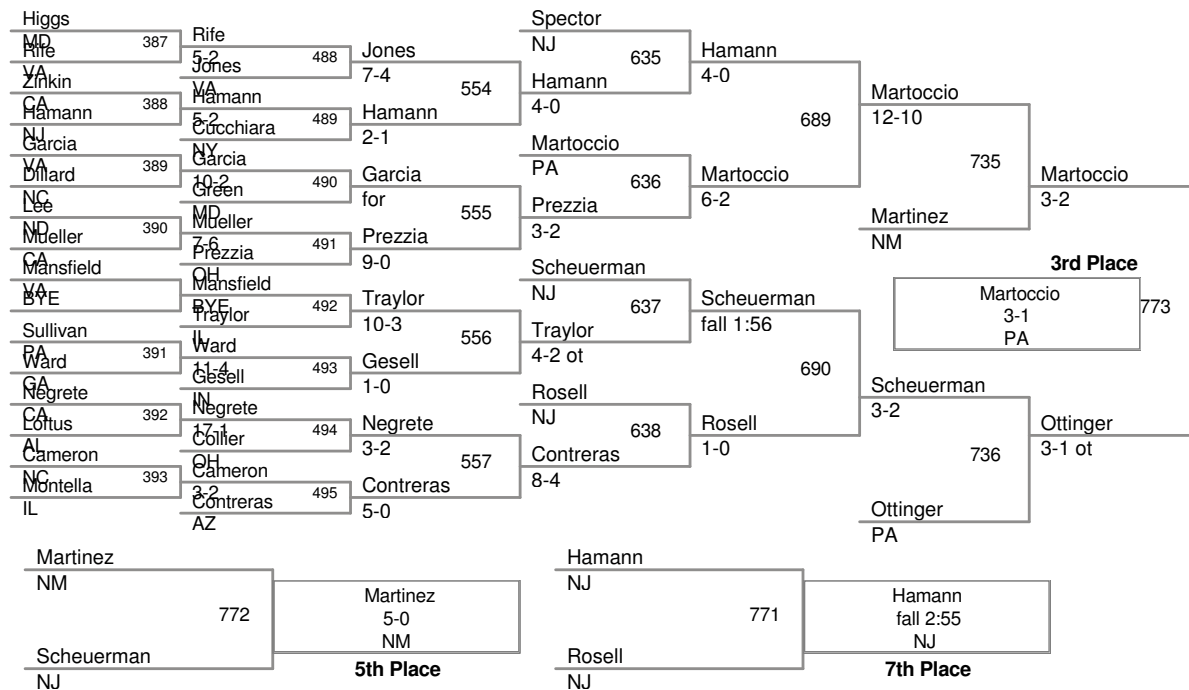 Higgs
MD
387
Rife
VA
Zinkin
CA
388
Hamann
NJ
Garcia
VA
389
Dillard
NC
Lee
ND
390
Mueller
CA
Mansfield
VA
BYE
Sullivan
PA
391
Ward
GA
Negrete
CA
392
Loftus
AL
Cameron
NC
393
Montella
IL
Rife
5-2
488
Jones
VA
Hamann
5-2
489
Cucchiara
NY
Garcia
10-2
490
Green
MD
Mueller
7-6
491
Prezzia
OH
Mansfield
BYE
492
Traylor
IL
Ward
11-4
493
Gesell
IN
Negrete
17-1
494
Collier
OH
Cameron
3-2
495
Contreras
AZ
Jones
7-4
554
Hamann
2-1
Garcia
for
555
Prezzia
9-0
Traylor
10-3
556
Gesell
1-0
Negrete
3-2
557
Contreras
5-0
Spector
NJ
635
Hamann
4-0
Martoccio
PA
636
Prezzia
3-2
Scheuerman
NJ
637
Traylor
4-2 ot
Rosell
NJ
638
Contreras
8-4
Hamann
4-0
689
Martoccio
6-2
Scheuerman
fall 1:56
690
Rosell
1-0
Martoccio
12-10
735
Martinez
NM
Scheuerman
3-2
736
Ottinger
PA
Martoccio
3-2
Ottinger
3-1 ot
3rd Place
Martoccio
3-1
PA
773
Martinez
NM
772
Scheuerman
NJ
Martinez
5-0
NM
5th Place
Hamann
NJ
771
Rosell
NJ
Hamann
fall 2:55
NJ
7th Place